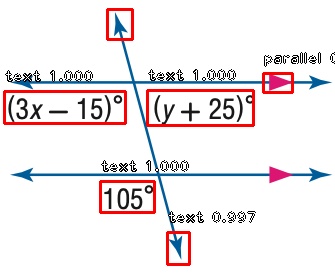 parallel 0
text 1.000 text 1.000
(3x − 15)° (y + 25)°
text 1.000
105°
text 0.997